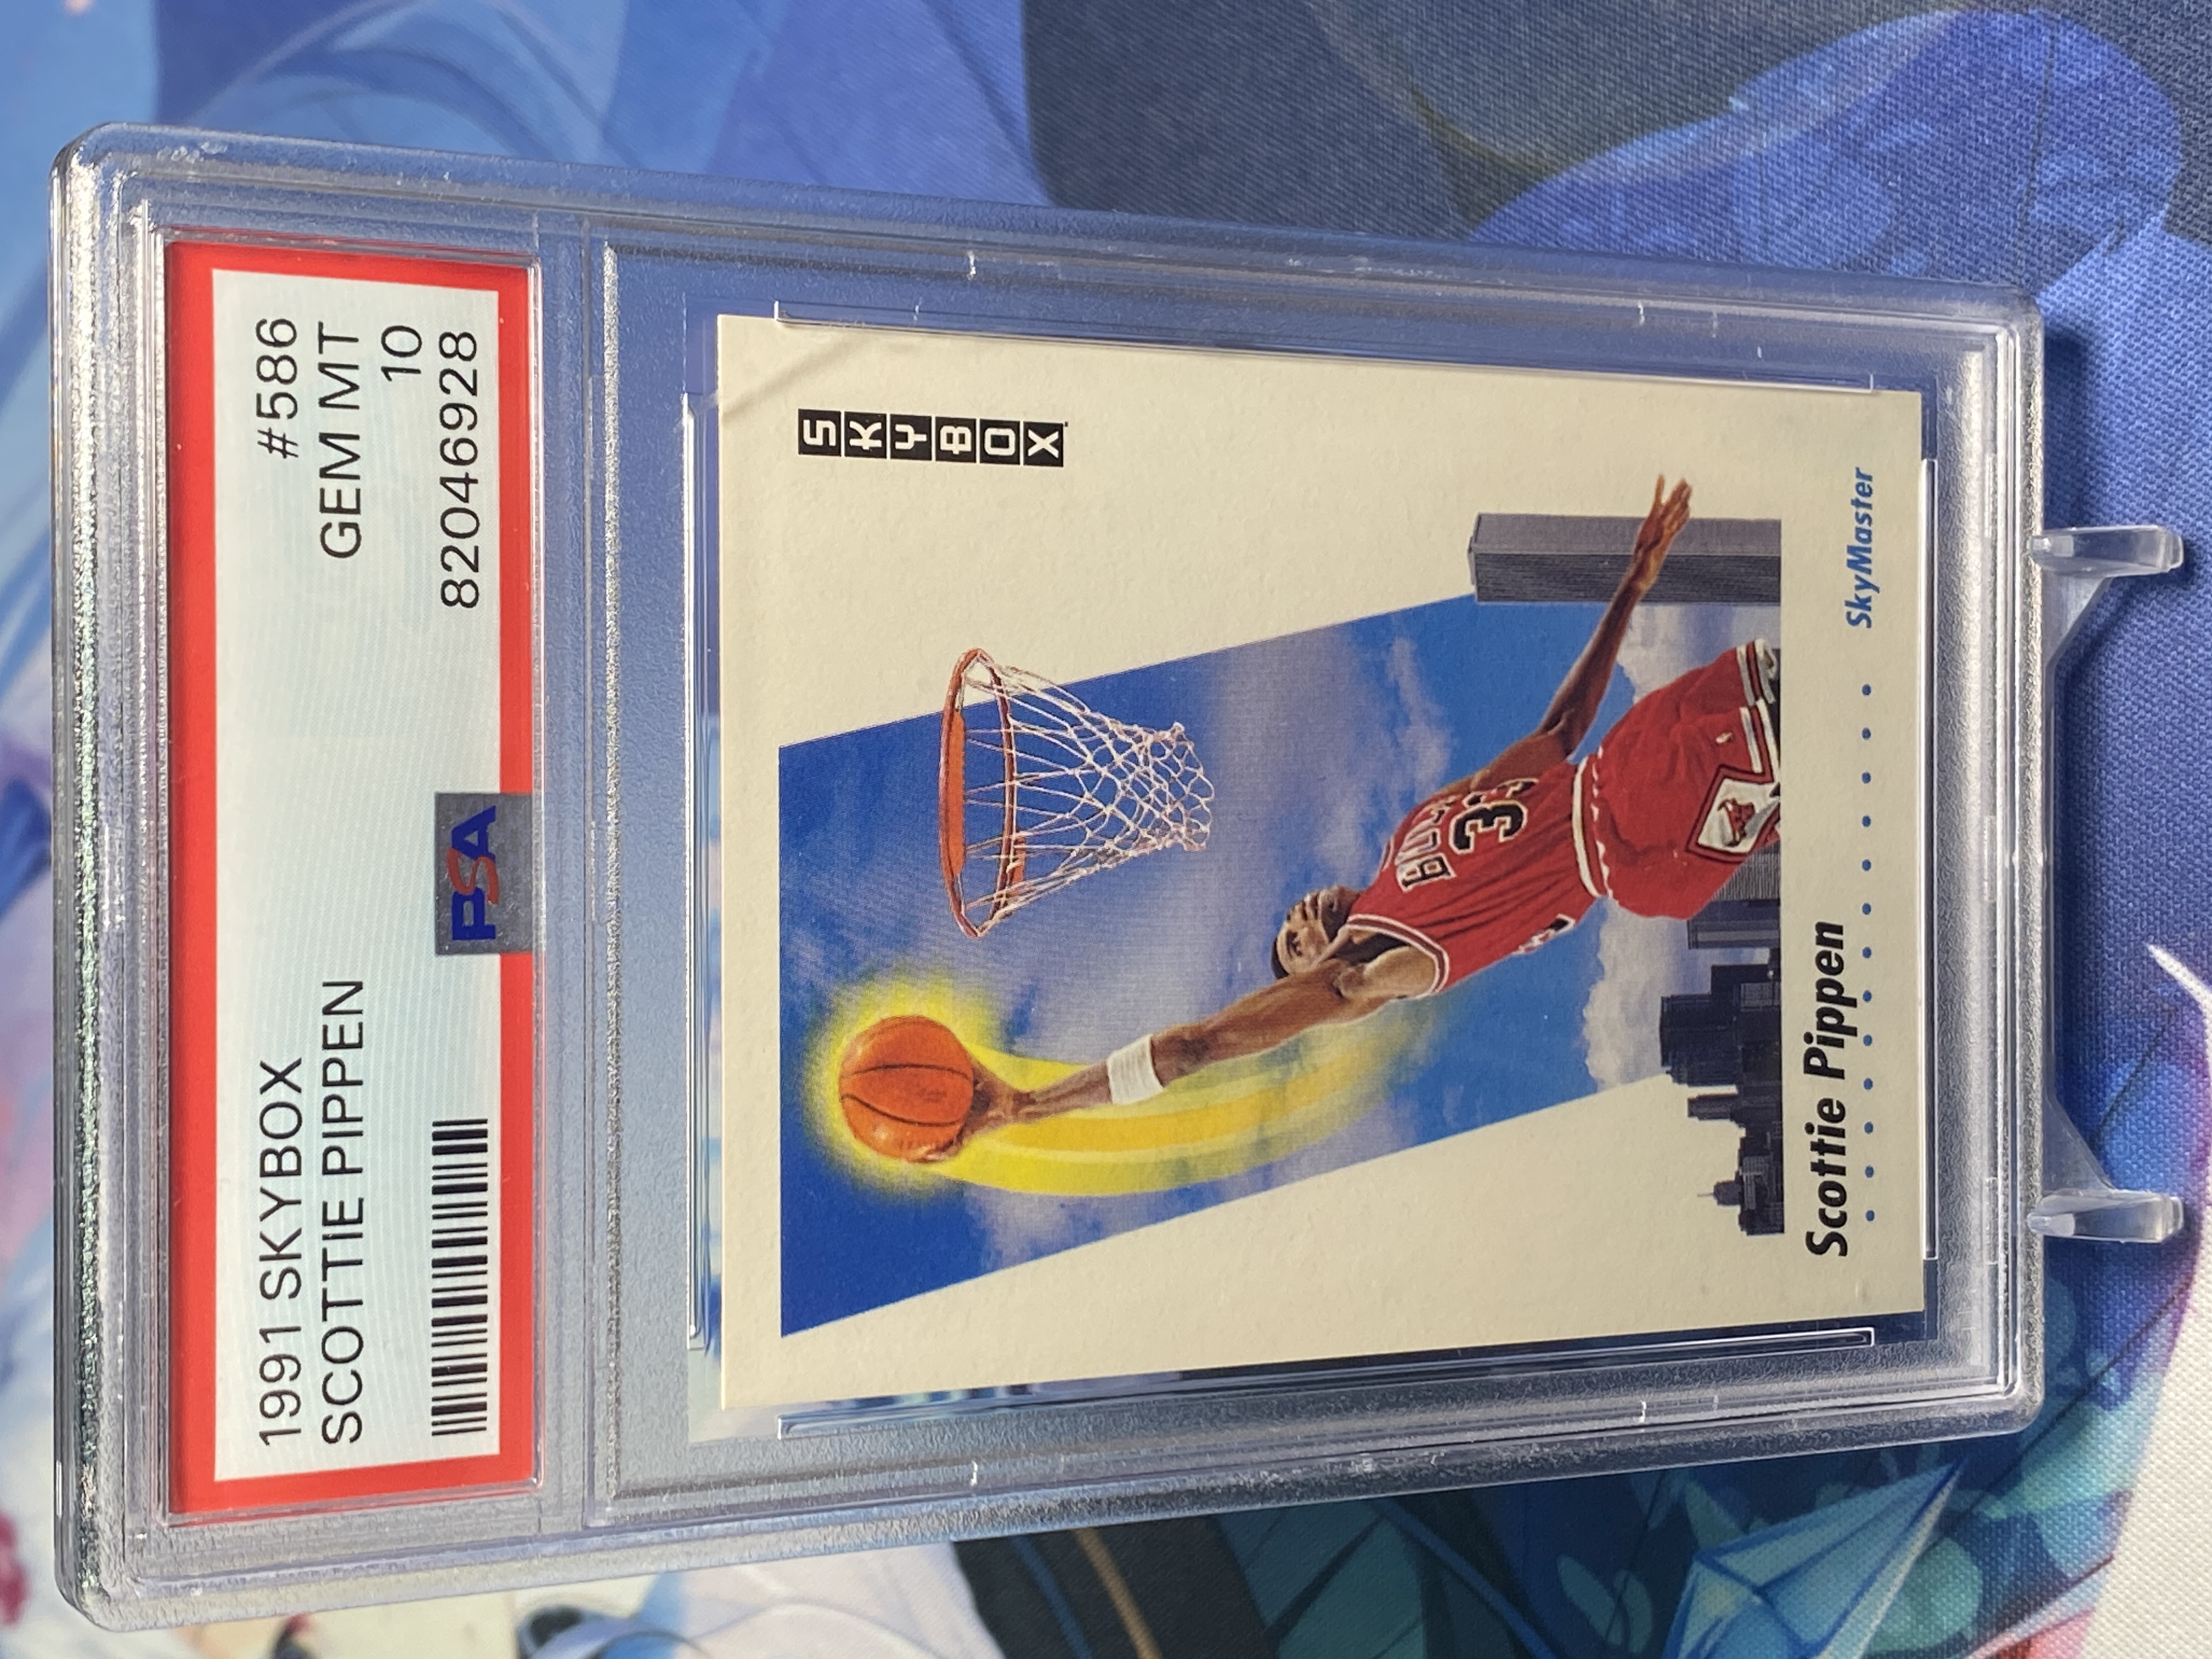 1991 SKYBOX #586
SCOTTIE PIPPEN GEM MT
10
PSA 82046928
SKYBOX
BULLS
33
Scottie Pippen SkyMaster